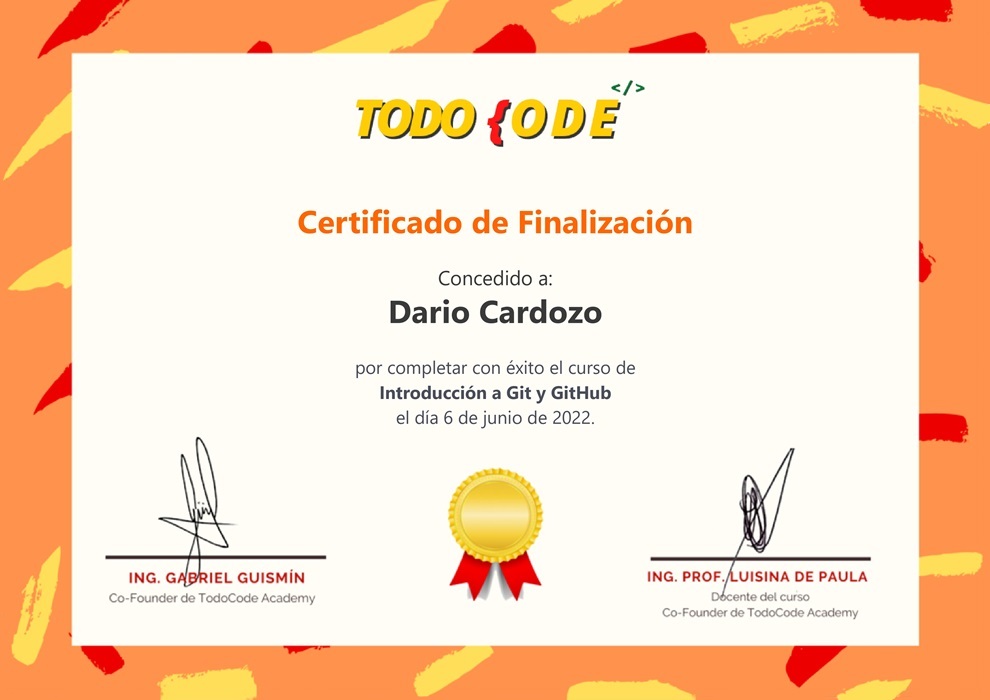 </>
TODO {ODE
Certificado de Finalización
Concedido a:
Dario Cardozo
por completar con éxito el curso de
Introducción a Git y GitHub
el día 6 de junio de 2022.
ING. GABRIEL GUISMÍN
Co-Founder de TodoCode Academy
ING. PROF. LUISINA DE PAULA
Docente del curso
Co-Founder de TodoCode Academy